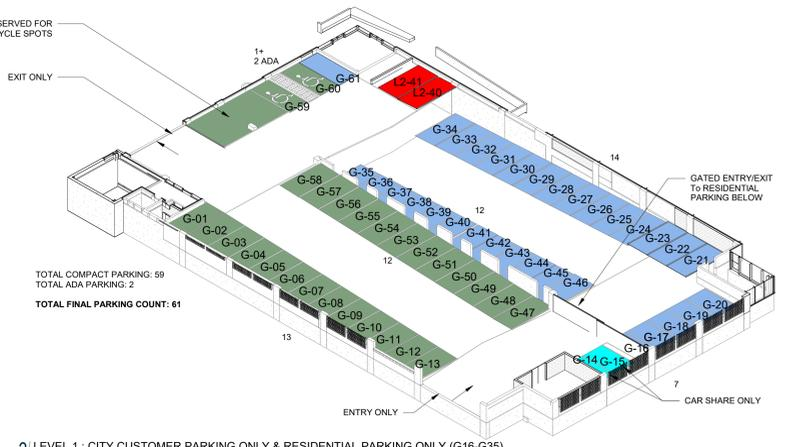 SERVED FOR
YCLE SPOTS
EXIT ONLY
1+
2 ADA
G-61
G-60
G-59
L2-41
L2-40
G-34
G-33
G-32
G-31
G-30
G-29
G-28
G-27
G-26
G-25
G-24
G-23
G-22
G-21
14
GATED ENTRY/EXIT
To RESIDENTIAL
PARKING BELOW
G-35
G-36
G-37
G-38
G-39
G-40
G-41
G-42
G-43
G-44
G-45
G-46
12
G-58
G-57
G-56
G-55
G-54
G-53
G-52
G-51
G-50
G-49
G-48
G-47
12
G-01
G-02
G-03
G-04
G-05
G-06
G-07
G-08
G-09
G-10
G-11
G-12
G-13
13
G-20
G-19
G-18
G-17
G-16
G-14
G-15
7
CAR SHARE ONLY
ENTRY ONLY
TOTAL COMPACT PARKING: 59
TOTAL ADA PARKING: 2
TOTAL FINAL PARKING COUNT: 61
LEVEL 1 : CITY CUSTOMER PARKING ONLY & RESIDENTIAL PARKING ONLY (G16-G35)